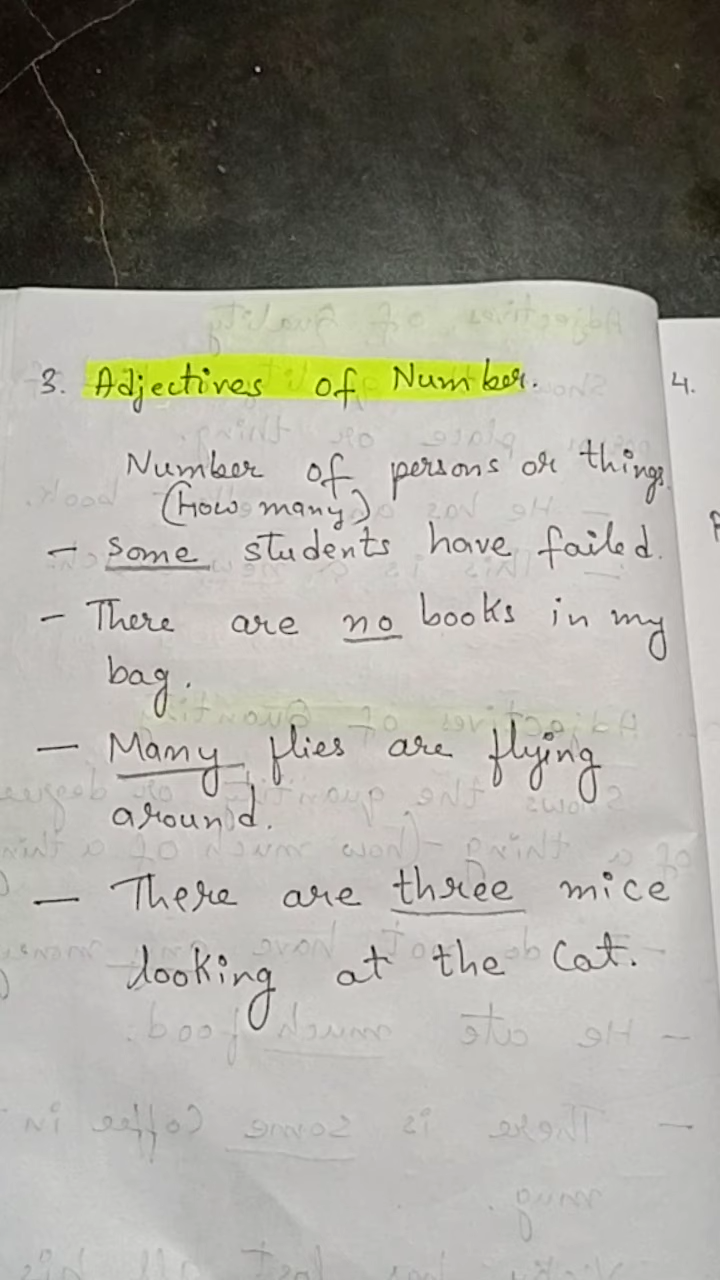 3. Adjectives of Number.
Number of persons or things.
(How many)
- Some students have failed.
- There are no books in my
bag.
- Many flies are flying
around.
- There are three mice
looking at the cat.
4.